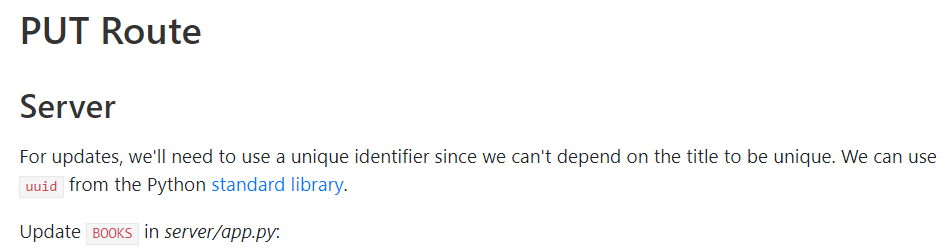 PUT Route
Server
For updates, we'll need to use a unique identifier since we can't depend on the title to be unique. We can use
uuid from the Python standard library.
Update BOOKS in server/app.py: